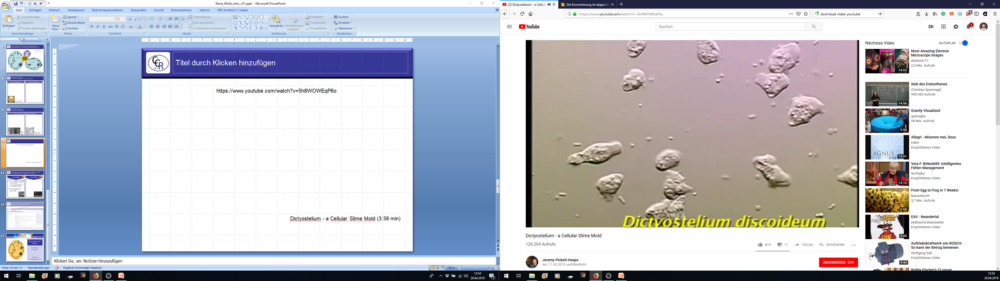 Slime_Mold_intro_v01.pptx - Microsoft PowerPoint
Start Einfügen Entwurf Animationen Bildschirmpräsentation Überprüfen Ansicht Entwicklertools Add-Ins PDF Architect 5 Creator
Einfügen
Ausschneiden
Kopieren
Format übertragen
Zwischenablage
Neue Folie
Layout
Zurücksetzen
Löschen
Folien
14
F K U abc S AV Aa A
Schriftart
Textrichtung
Text ausrichten
In SmartArt konvertieren
Absatz
Anordnen
Schnellformat-vorlagen
Fülleffekt
Formkontur
Formeffekte
Zeichnung
Suchen
Ersetzen
Markieren
Bearbeiten
7
8
9
10
11
12
13
CCR
cyber
Titel durch Klicken hinzufügen
https://www.youtube.com/watch?v=5h8WOWEqP6o
Dictyostelium - a Cellular Slime Mold (3:39 min)
Klicken Sie, um Notizen hinzuzufügen
Folie 10 von 13 "Standarddesign" Englisch (Vereinigte Staaten) 108 %
13:54
20.04.2019
(2) Dictyostelium - a Cellula
Die Konvertierung ist abgeschl
https://www.youtube.com/watch?v=5h8WOWEqP6o
download video youtube
YouTube
Suchen
2
Dictyostelium discoideum
Dictyostelium - a Cellular Slime Mold
126.204 Aufrufe
819 11 TEILEN SPEICHERN
Jeremy Pickett-Heaps
Am 11.05.2013 veröffentlicht
ABONNIEREN 294
Nächstes Video
AUTOPLAY
14:03
Most Amazing Electron
Microscope Images
ARIKEN777
2,3 Mio. Aufrufe
14:56
Sieb des Eratosthenes
Christian Spannagel
990.492 Aufrufe
9:58
Gravity Visualized
apbiolghs
58 Mio. Aufrufe
AGNUS
DEI
14:51
Allegri - Miserere mei, Deus
HWFr
Empfohlenes Video
13:15
Vera F. Birkenbihl: Intelligentes
Fehler-Management
Surffalke
Empfohlenes Video
6:58
From Egg to Frog in 7 Weeks!
NatureNorth
3,7 Mio. Aufrufe
EAV
3:45
EAV - Neandertal
666Dechristianize666
Empfohlenes Video
9:44
Auftriebskraftwerk von ROSCH:
So kann der Betrug bewiesen
Wolfgang Süß
Empfohlenes Video
Bobby Fischer's 21-move
13:54
20.04.2019